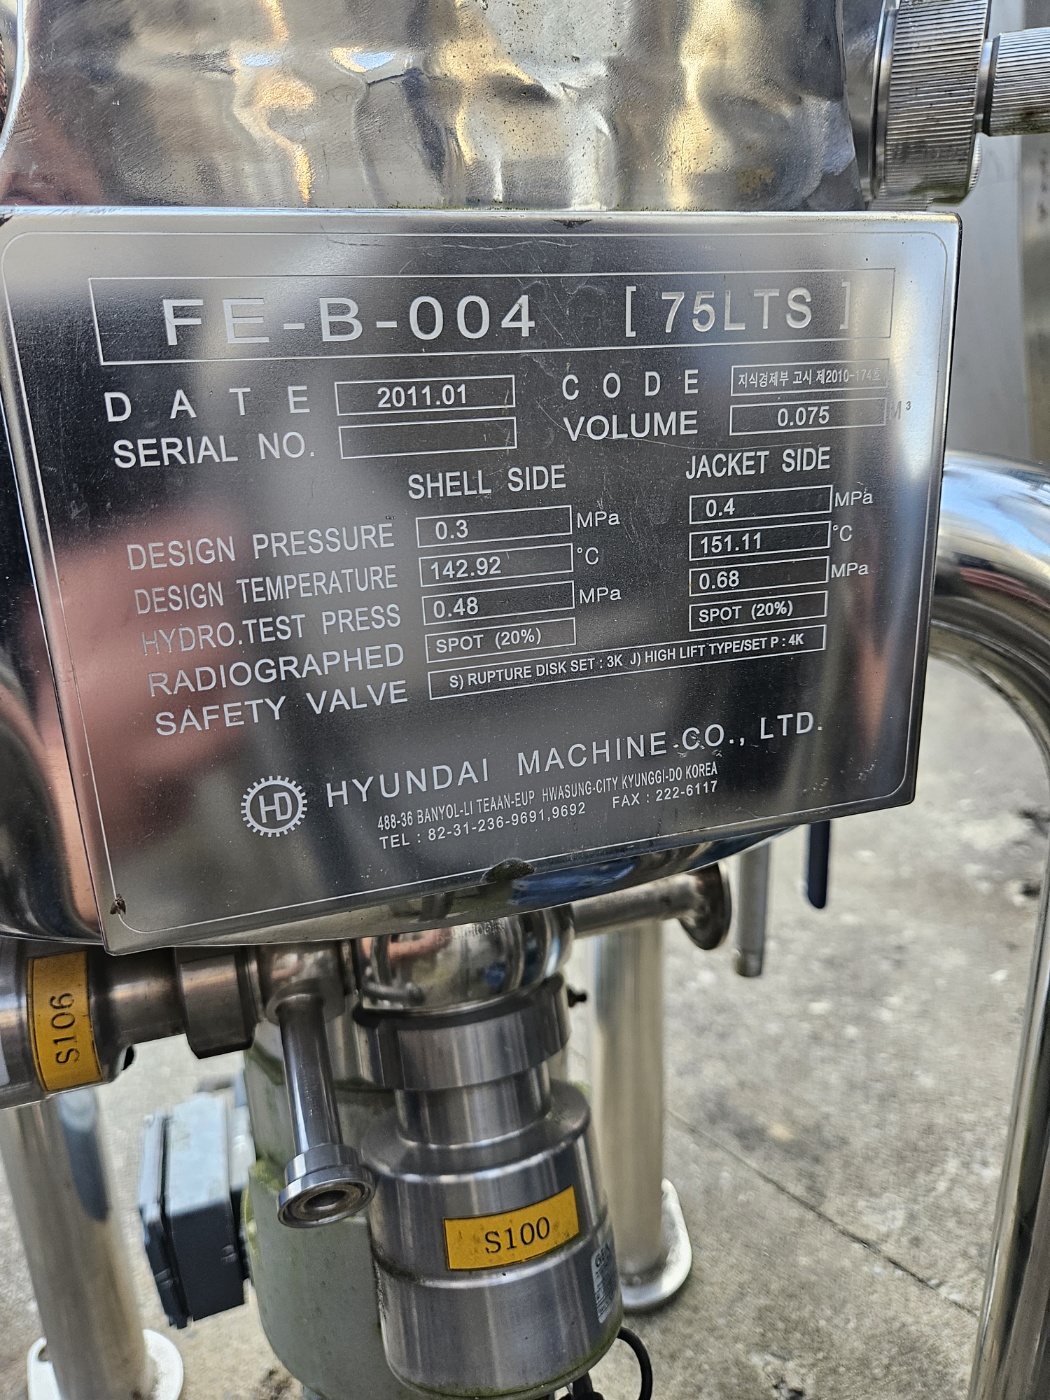 FE-B-004 [ 75LTS ]
DATE 2011.01 CODE 지식경제부 고시 제2010-174호
SERIAL NO. VOLUME 0.075 M³
SHELL SIDE JACKET SIDE
DESIGN PRESSURE 0.3 MPa 0.4 MPa
DESIGN TEMPERATURE 142.92 °C 151.11 °C
HYDRO.TEST PRESS 0.48 MPa 0.68 MPa
RADIOGRAPHED SPOT (20%) SPOT (20%)
SAFETY VALVE S) RUPTURE DISK SET : 3K J) HIGH LIFT TYPE/SET P : 4K
HD HYUNDAI MACHINE CO., LTD.
488-36 BANYOL-LI TEAAN-EUP HWASUNG-CITY KYUNGGI-DO KOREA
TEL : 82-31-236-9691,9692 FAX : 222-6117
S106
S100